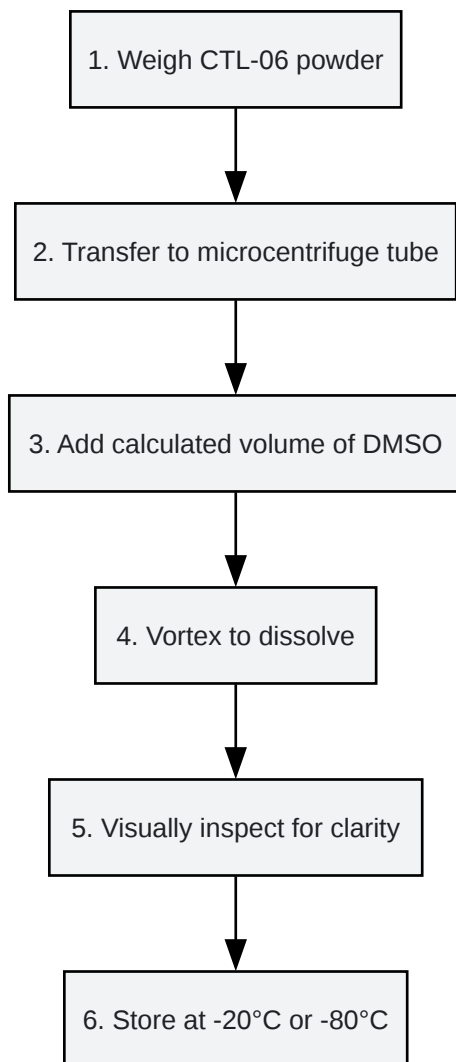 1. Weigh CTL-06 powder
2. Transfer to microcentrifuge tube
3. Add calculated volume of DMSO
4. Vortex to dissolve
5. Visually inspect for clarity
6. Store at -20°C or -80°C